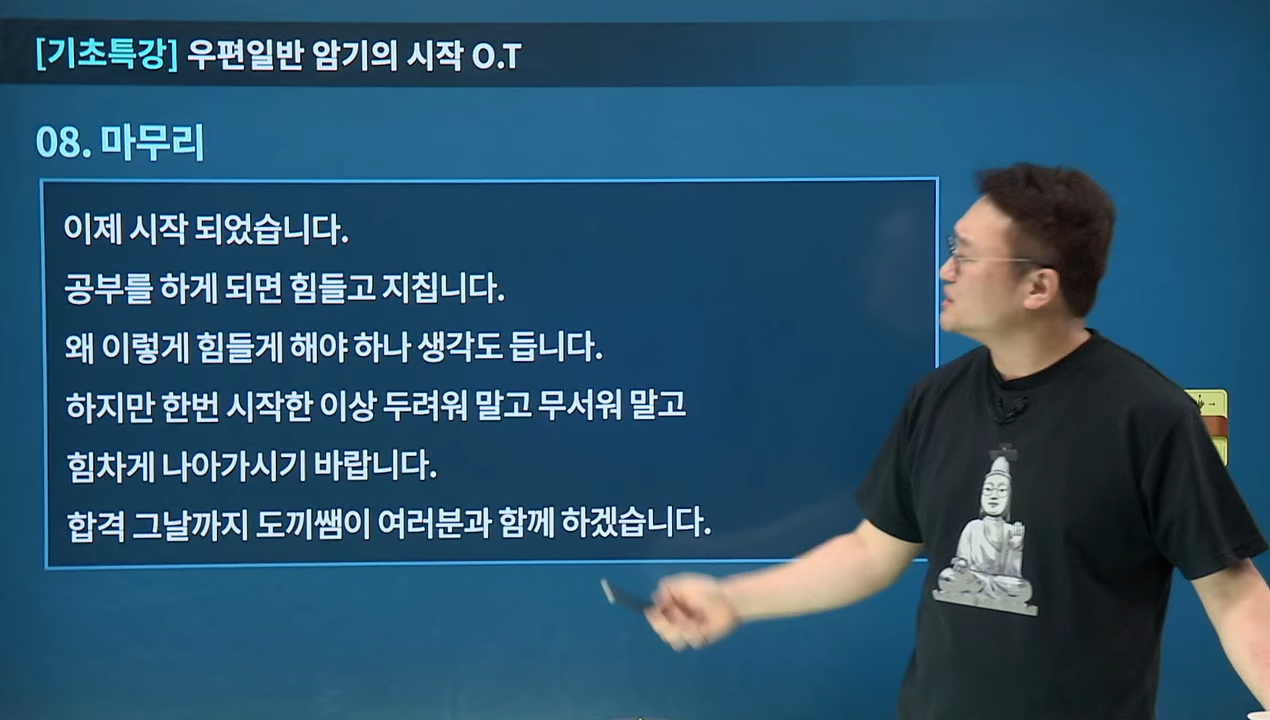 [기초특강] 우편일반 암기의 시작 O.T
08. 마무리
이제 시작 되었습니다.
공부를 하게 되면 힘들고 지칩니다.
왜 이렇게 힘들게 해야 하나 생각도 듭니다.
하지만 한번 시작한 이상 두려워 말고 무서워 말고
힘차게 나아가시기 바랍니다.
합격 그날까지 도끼쌤이 여러분과 함께 하겠습니다.